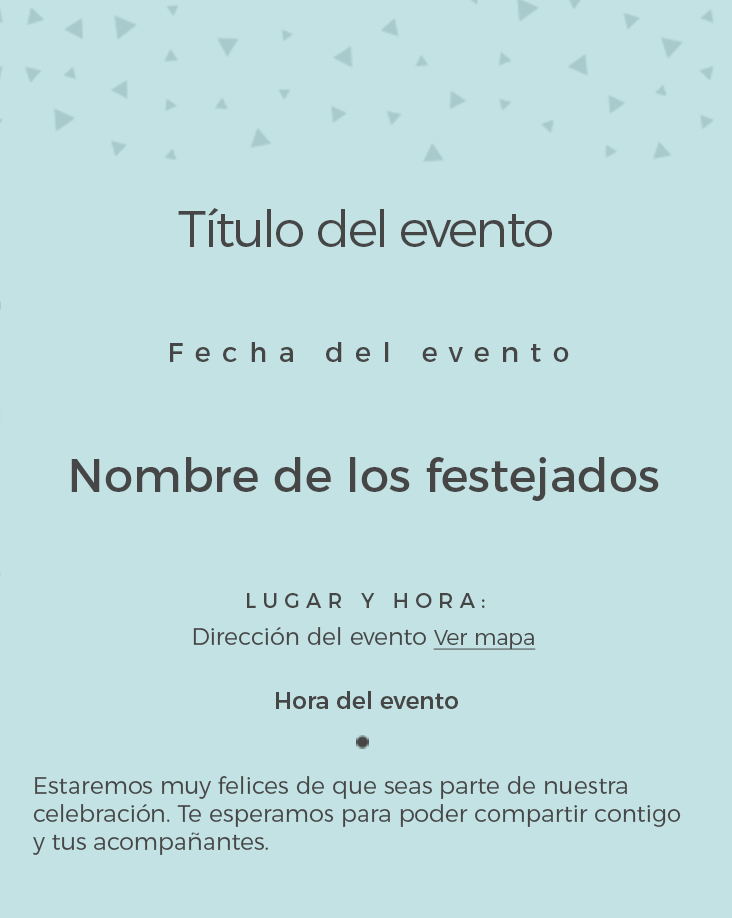 Título del evento
Fecha del evento
Nombre de los festejados
LUGAR Y HORA:
Dirección del evento Ver mapa
Hora del evento
Estaremos muy felices de que seas parte de nuestra
celebración. Te esperamos para poder compartir contigo
y tus acompañantes.